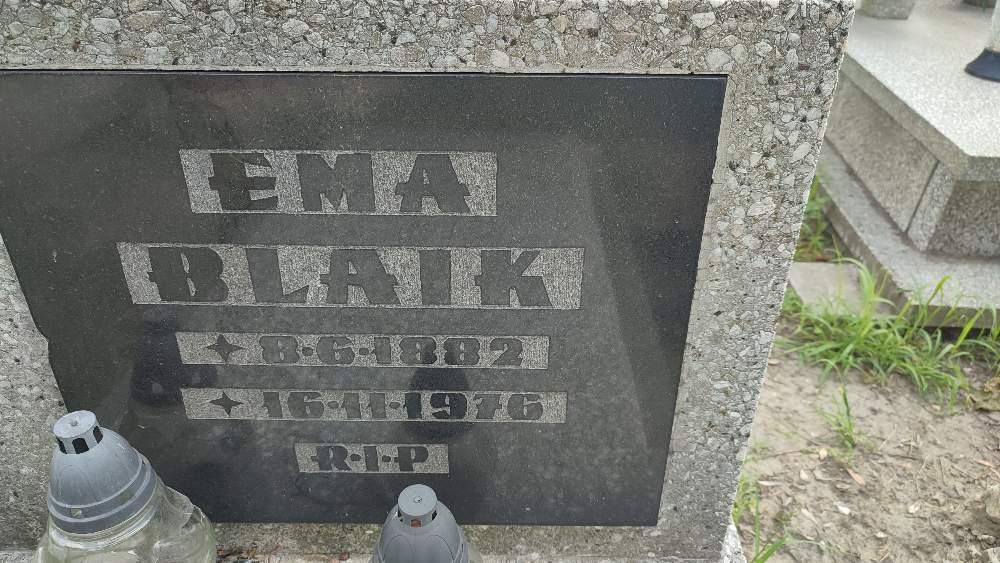 EMA
BLAIK
✦ 8·6·1882
✦ 16·11·1976
R·I·P